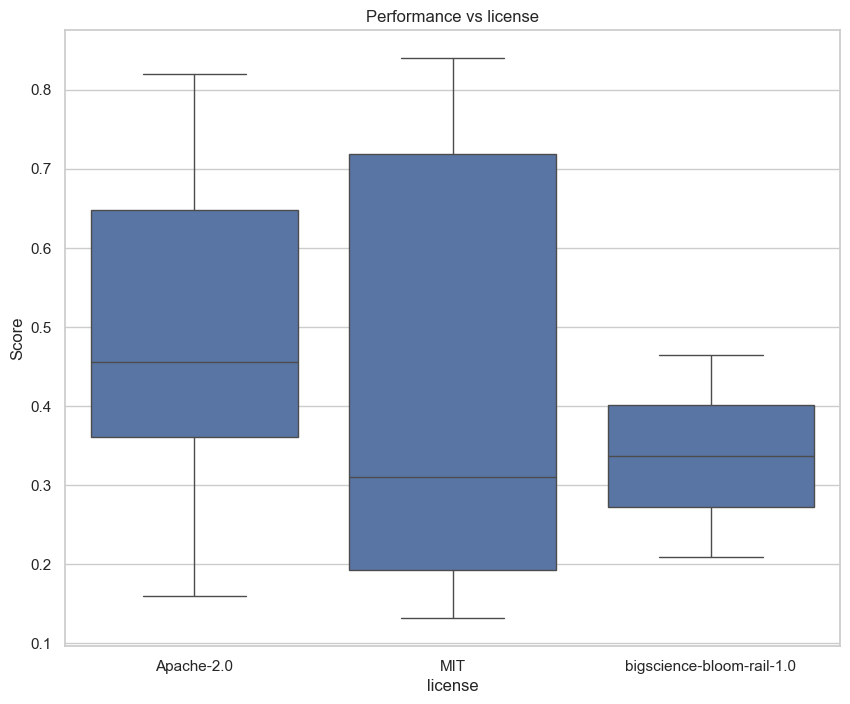 Performance vs license
Score
0.8
0.7
0.6
0.5
0.4
0.3
0.2
0.1
Apache-2.0
MIT
bigscience-bloom-rail-1.0
license